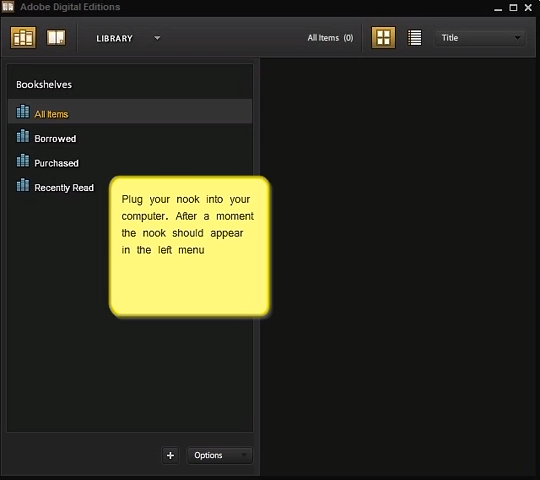 Adobe Digital Editions
LIBRARY
All Items (0)
Title
Bookshelves
All Items
Borrowed
Purchased
Recently Read
Plug your nook into your
computer. After a moment
the nook should appear
in the left menu
+
Options